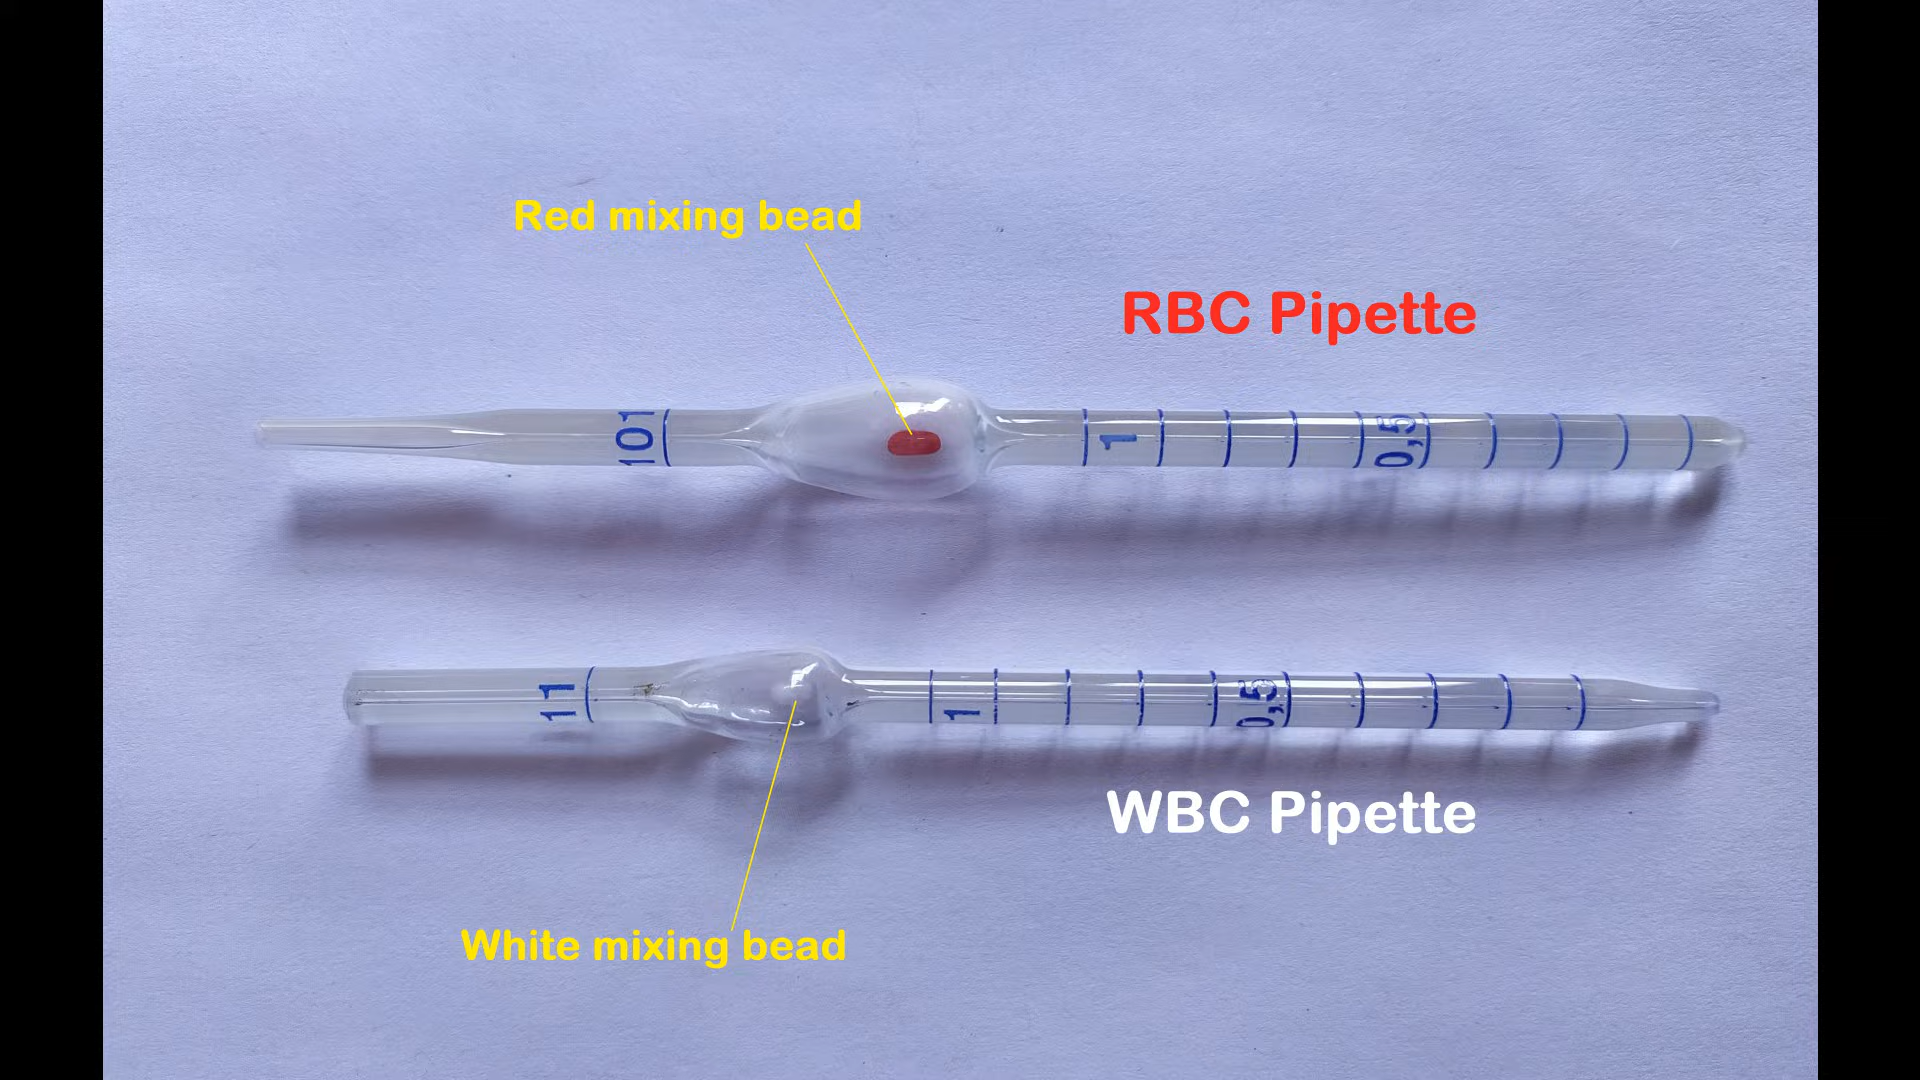 Red mixing bead
RBC Pipette
101
1
0,5
11
1
0,5
WBC Pipette
White mixing bead